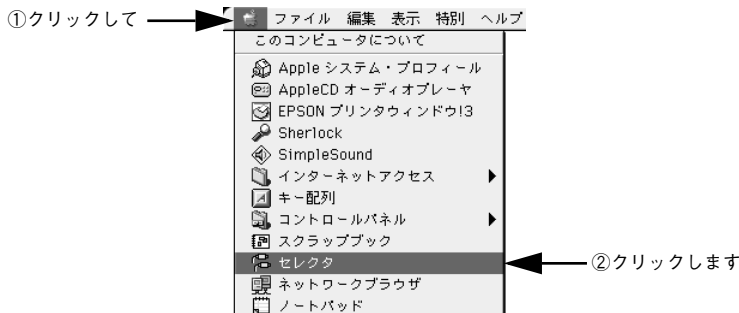 ①クリックして
ファイル 編集 表示 特別 ヘルプ
このコンピュータについて
Apple システム・プロフィール
AppleCD オーディオプレーヤ
EPSON プリンタウィンドウ!3
Sherlock
SimpleSound
インターネットアクセス
キー配列
コントロールパネル
スクラップブック
セレクタ
②クリックします
ネットワークブラウザ
ノートパッド